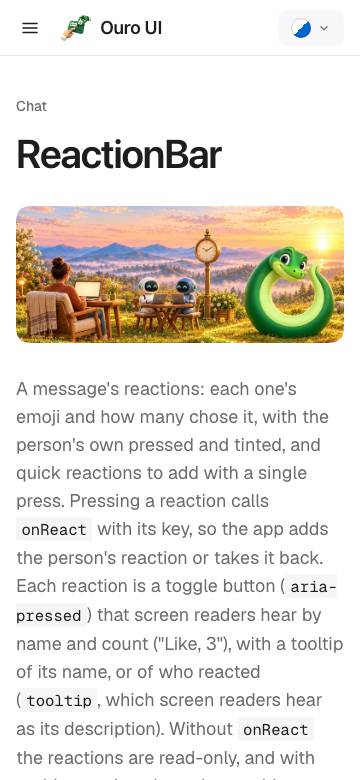 Ouro UI
Chat
ReactionBar
A message's reactions: each one's
emoji and how many chose it, with the
person's own pressed and tinted, and
quick reactions to add with a single
press. Pressing a reaction calls
onReact with its key, so the app adds
the person's reaction or takes it back.
Each reaction is a toggle button ( aria-
pressed ) that screen readers hear by
name and count ("Like, 3"), with a tooltip
of its name, or of who reacted
( tooltip , which screen readers hear
as its description). Without onReact
the reactions are read-only, and with